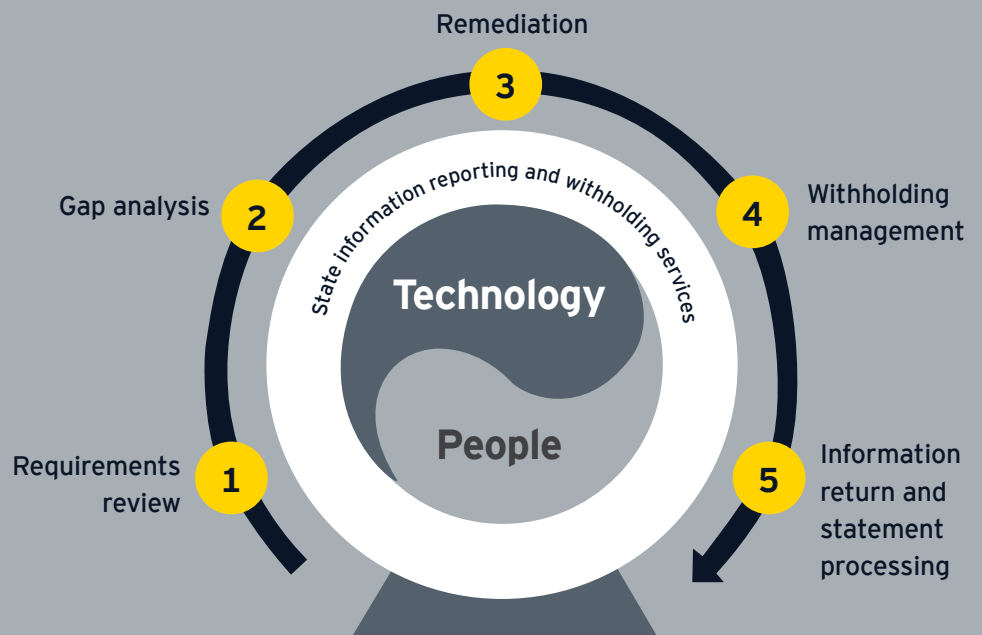 Remediation
3
Gap analysis
2
4
Withholding
management
State information reporting and withholding services
Technology
People
Requirements
review
1
5
Information
return and
statement
processing